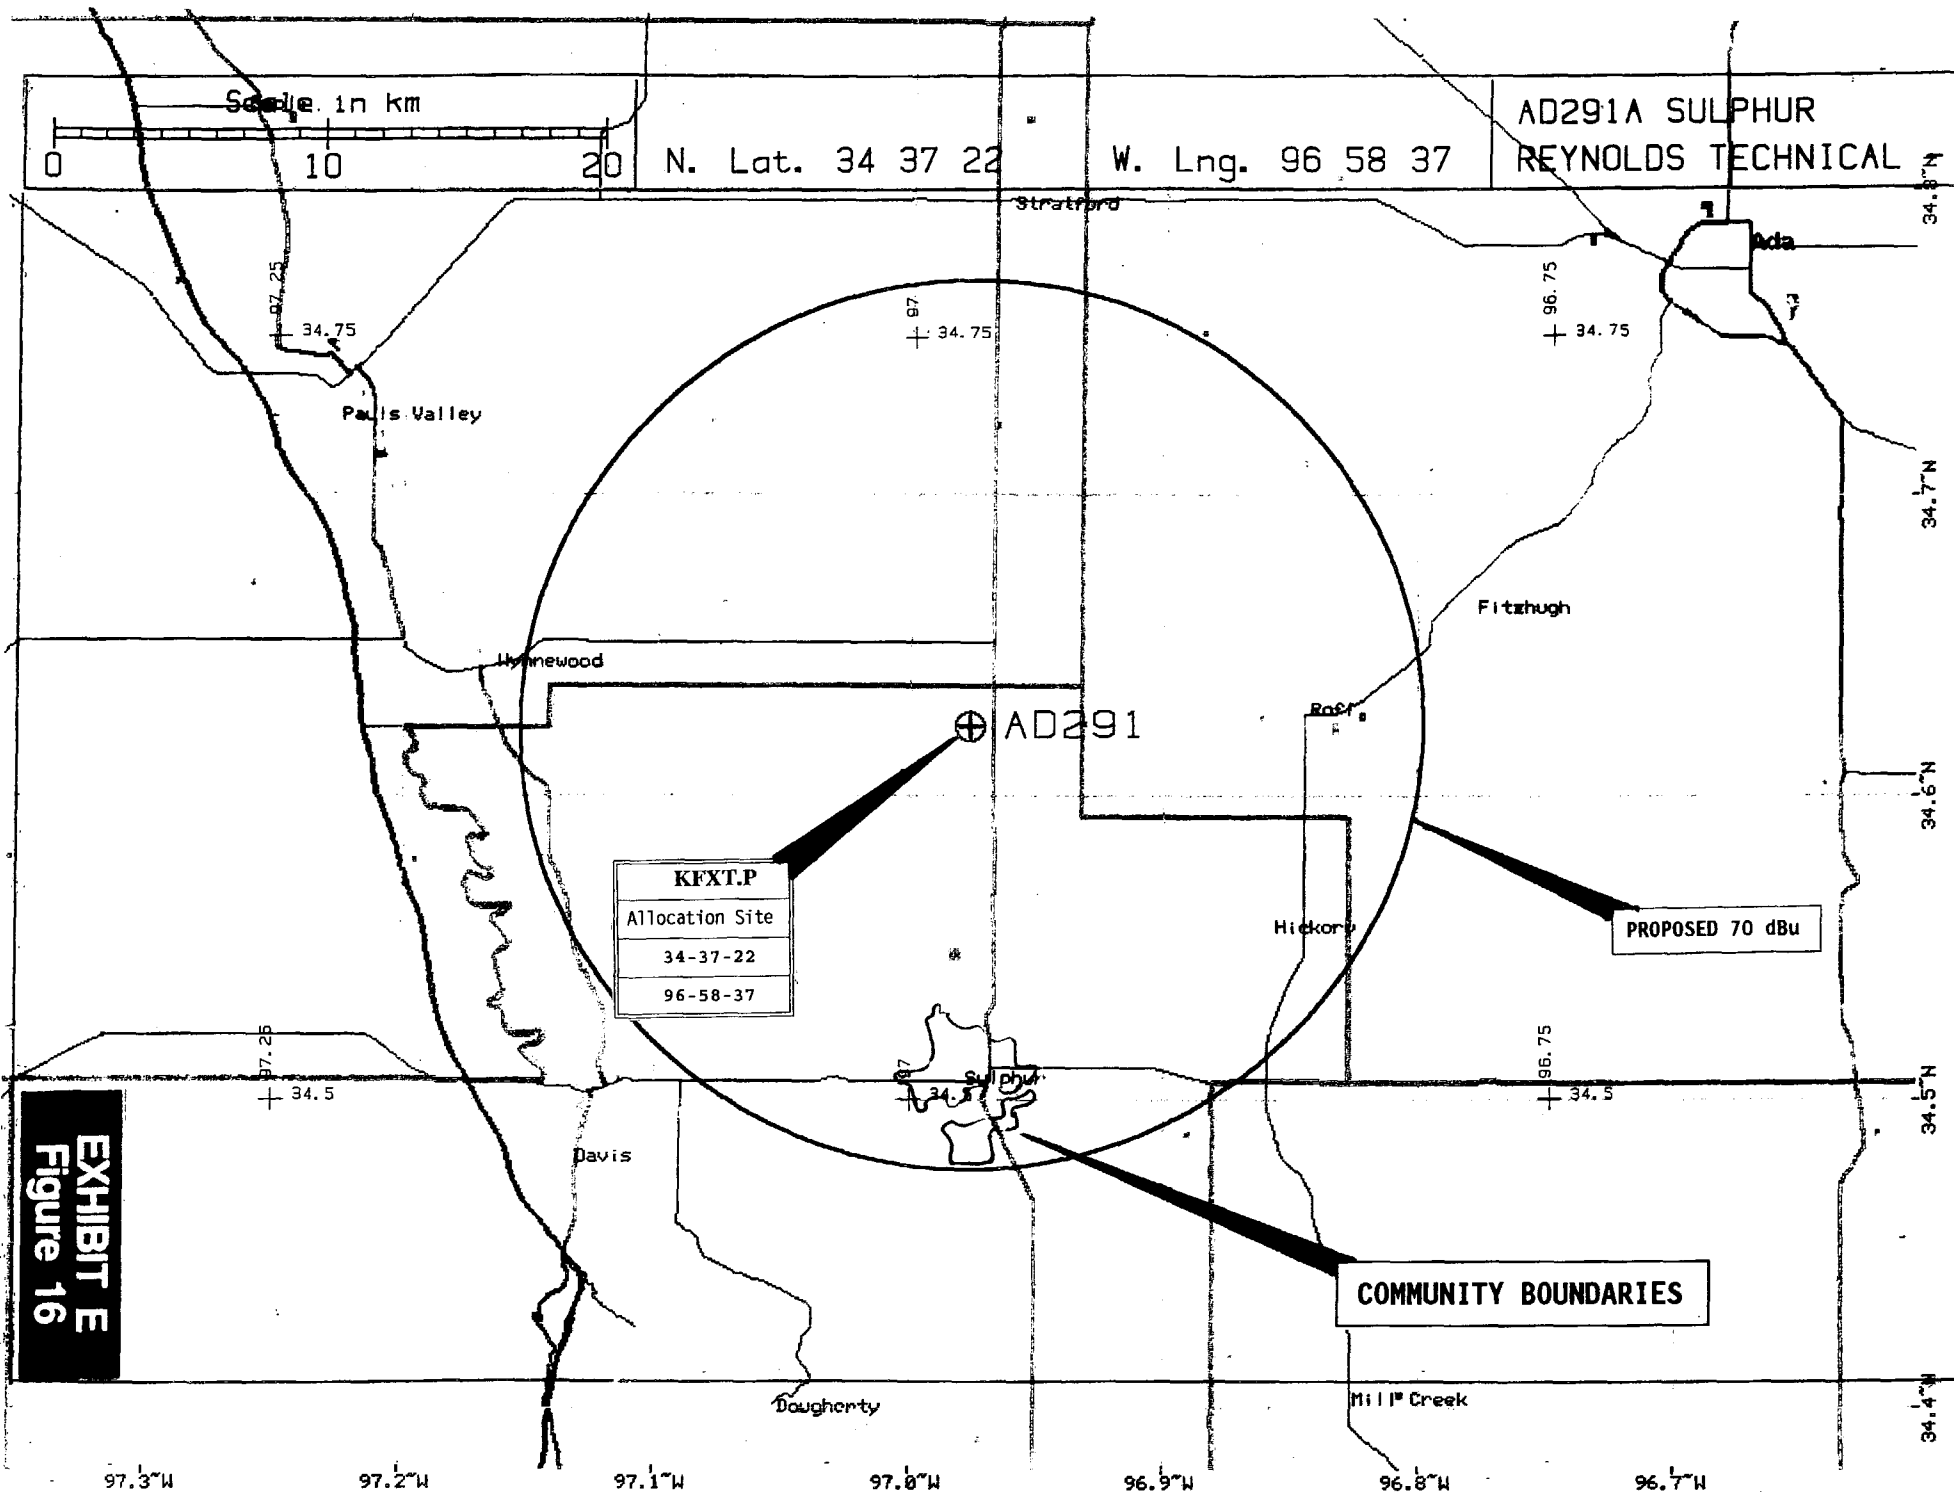 Scale in km
0 10 20
N. Lat. 34 37 22
W. Lng. 96 58 37
AD291A SULPHUR
REYNOLDS TECHNICAL
34.8°N
Stratford
Ada
97.25
34.75
97
34.75
96.75
34.75
Pauls Valley
34.7°N
Fitzhugh
Wynnewood
Roff
AD291
34.6°N
KFXT.P
Allocation Site
34-37-22
96-58-37
Hickory
PROPOSED 70 dBu
97.25
34.5
97
Sulphur
34.5
96.75
34.5
34.5°N
Davis
EXHIBIT E
Figure 16
COMMUNITY BOUNDARIES
Dougherty
Mill Creek
34.4°N
97.3°W 97.2°W 97.1°W 97.0°W 96.9°W 96.8°W 96.7°W